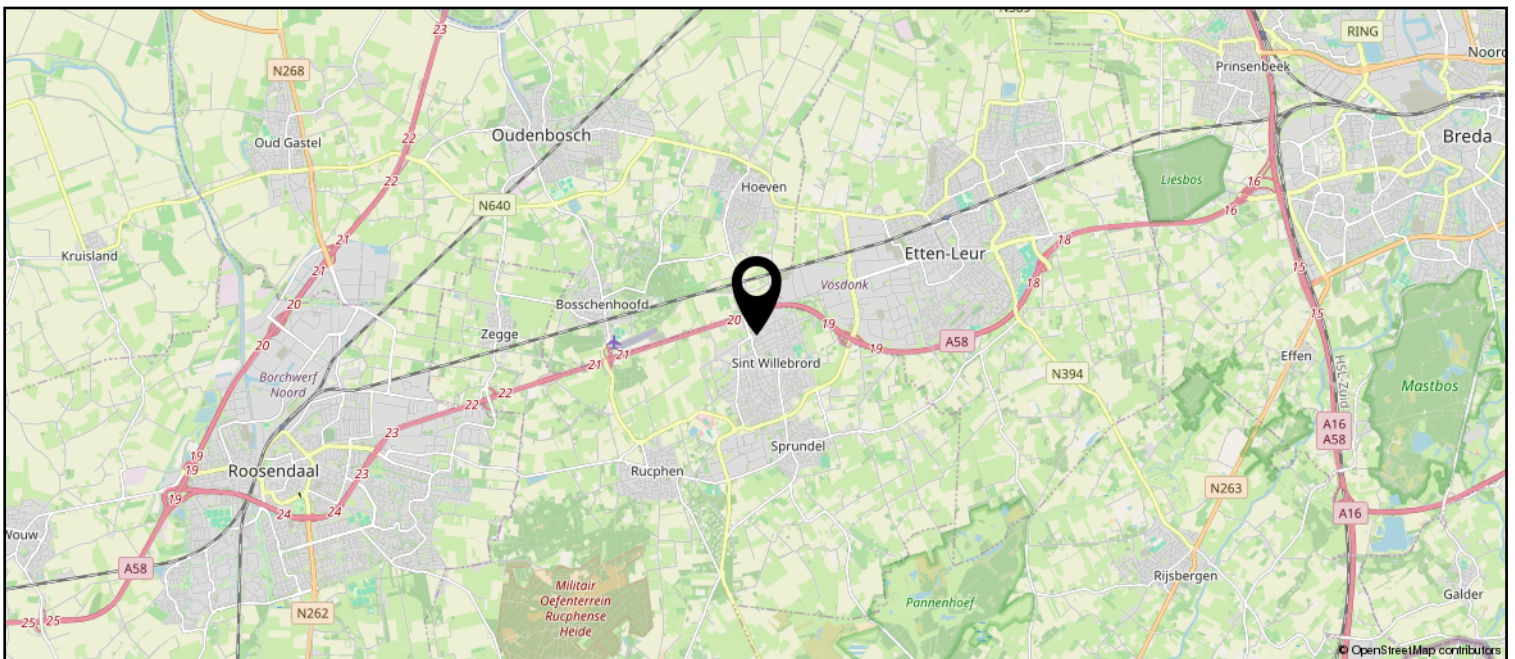 N389
23
RING
Noord
N268
Prinsenbeek
22
Oudenbosch
Breda
Oud Gastel
22
Liesbos
16
Hoeven
N640
16
21
18
Kruisland
Etten-Leur
21
15
Vosdonk
18
20
Bosschenhoofd
15
20
19
Zegge
A58
20
21
19
Effen
21
Sint Willebrord
HSL-Zuid
N394
Borchwerf
Noord
Mastbos
22
22
A16
A58
23
Sprundel
19
19
Roosendaal
Rucphen
23
N263
19
24
24
A16
Wouw
A58
Rijsbergen
Militair
Oefenterrein
Rucphense
Heide
Pannenhoef
Galder
N262
25
25
© OpenStreetMap contributors